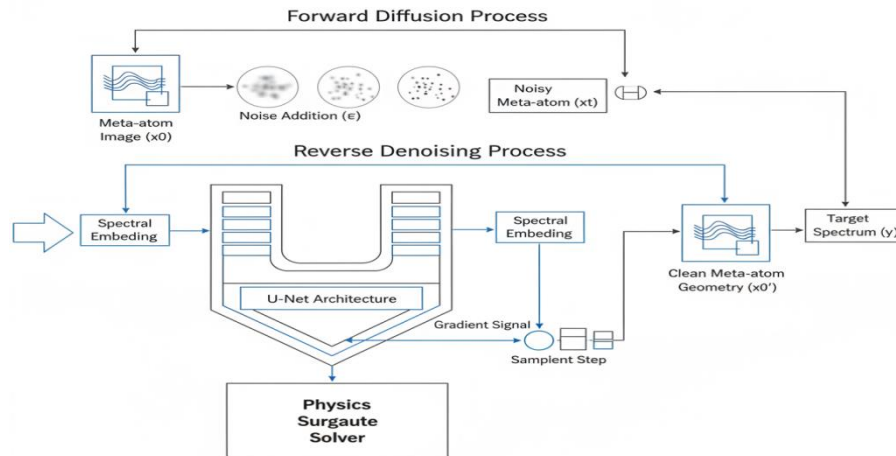 Forward Diffusion Process
Meta-atom
Image (x0)
Noise Addition (ϵ)
Noisy
Meta-atom (xt)
Reverse Denoising Process
Spectral
Embeding
U-Net Architecture
Spectral
Embeding
Gradient Signal
Samplent Step
Clean Meta-atom
Geometry (x0')
Target
Spectrum (y)
Physics
Surgaute
Solver